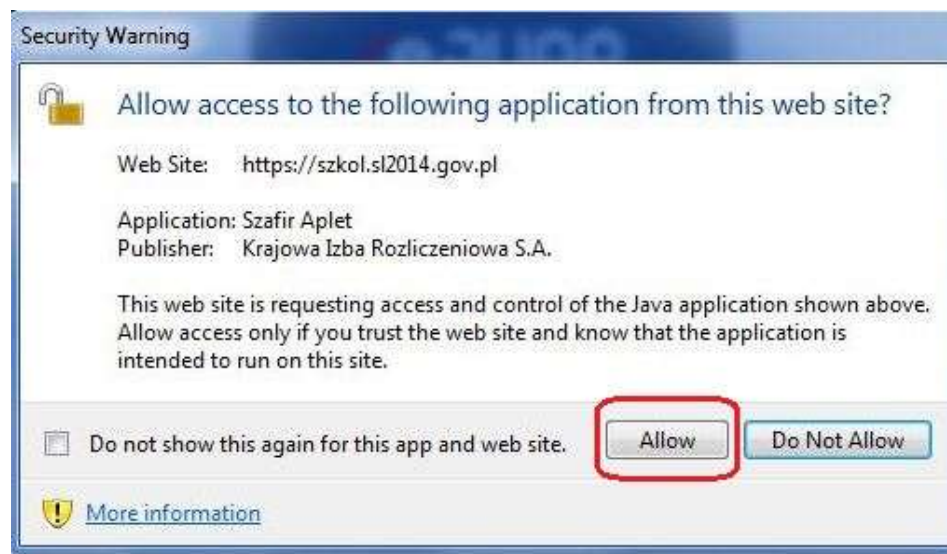 Security Warning
Allow access to the following application from this web site?
Web Site: https://szkol.sl2014.gov.pl
Application: Szafir Aplet
Publisher: Krajowa Izba Rozliczeniowa S.A.
This web site is requesting access and control of the Java application shown above.
Allow access only if you trust the web site and know that the application is
intended to run on this site.
Do not show this again for this app and web site.
Allow
Do Not Allow
More information